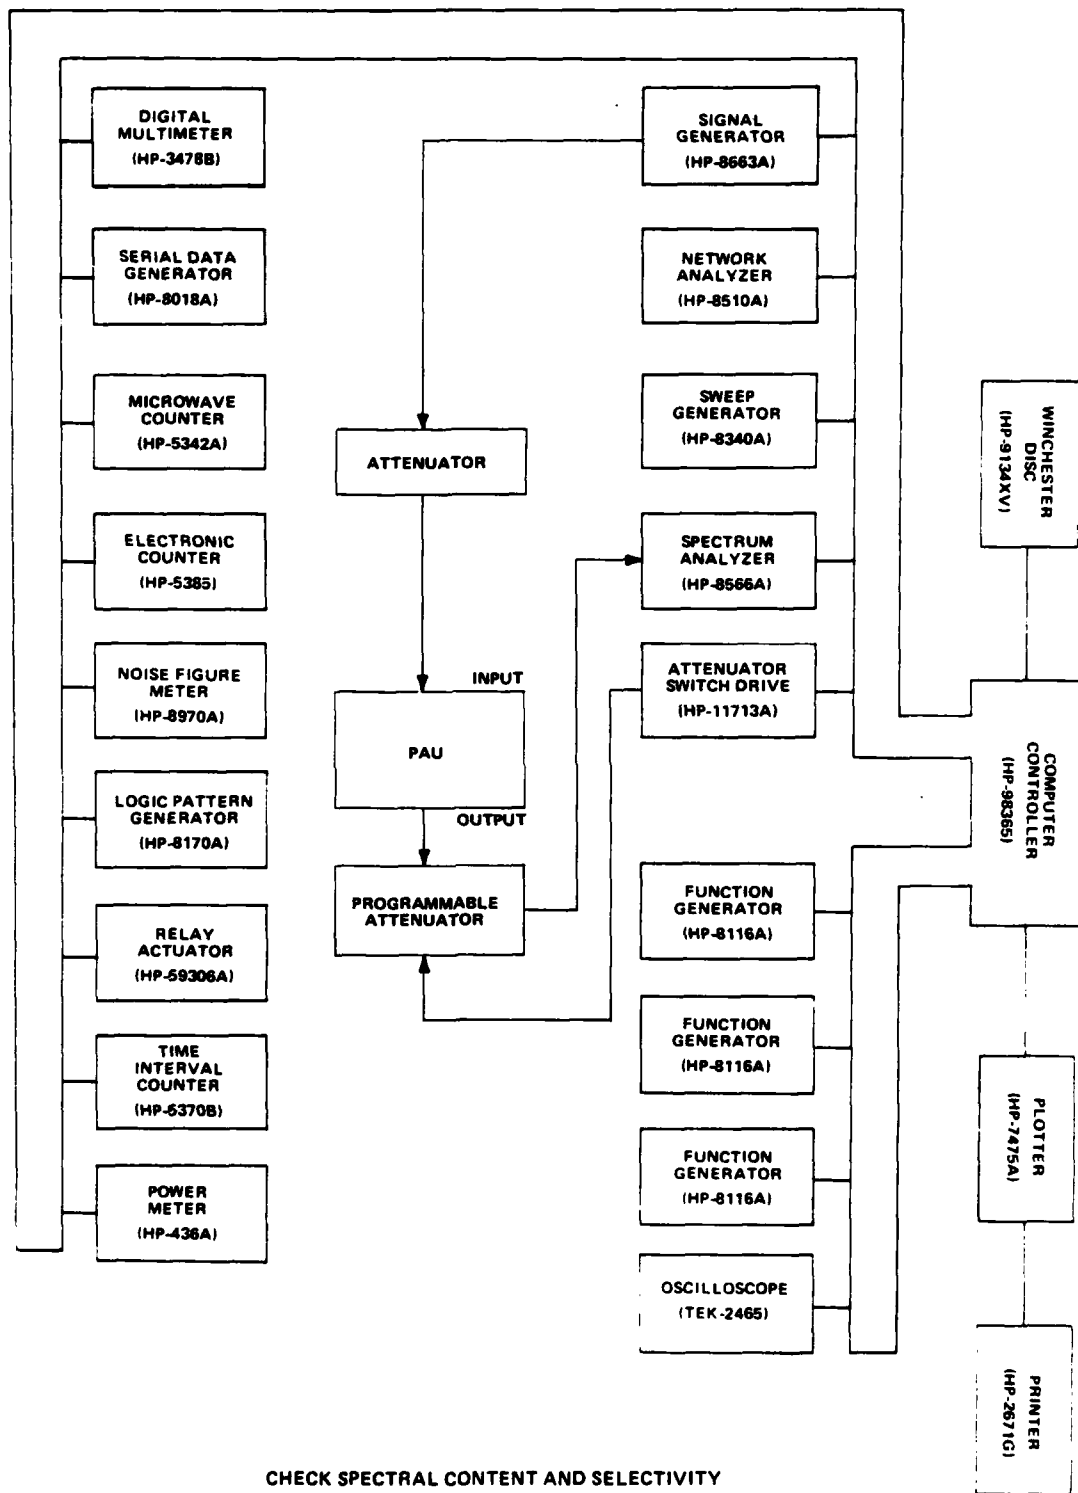 DIGITAL
MULTIMETER
(HP-3478B)
SERIAL DATA
GENERATOR
(HP-8018A)
MICROWAVE
COUNTER
(HP-5342A)
ELECTRONIC
COUNTER
(HP-5385)
NOISE FIGURE
METER
(HP-8970A)
LOGIC PATTERN
GENERATOR
(HP-8170A)
RELAY
ACTUATOR
(HP-59306A)
TIME
INTERVAL
COUNTER
(HP-5370B)
POWER
METER
(HP-436A)
ATTENUATOR
INPUT
PAU
OUTPUT
PROGRAMMABLE
ATTENUATOR
SIGNAL
GENERATOR
(HP-8663A)
NETWORK
ANALYZER
(HP-8510A)
SWEEP
GENERATOR
(HP-8340A)
SPECTRUM
ANALYZER
(HP-8566A)
ATTENUATOR
SWITCH DRIVE
(HP-11713A)
FUNCTION
GENERATOR
(HP-8116A)
FUNCTION
GENERATOR
(HP-8116A)
FUNCTION
GENERATOR
(HP-8116A)
OSCILLOSCOPE
(TEK-2465)
WINCHESTER
DISC
(HP-9134XV)
COMPUTER
CONTROLLER
(HP-98365)
PLOTTER
(HP-7475A)
PRINTER
(HP-2671G)
CHECK SPECTRAL CONTENT AND SELECTIVITY